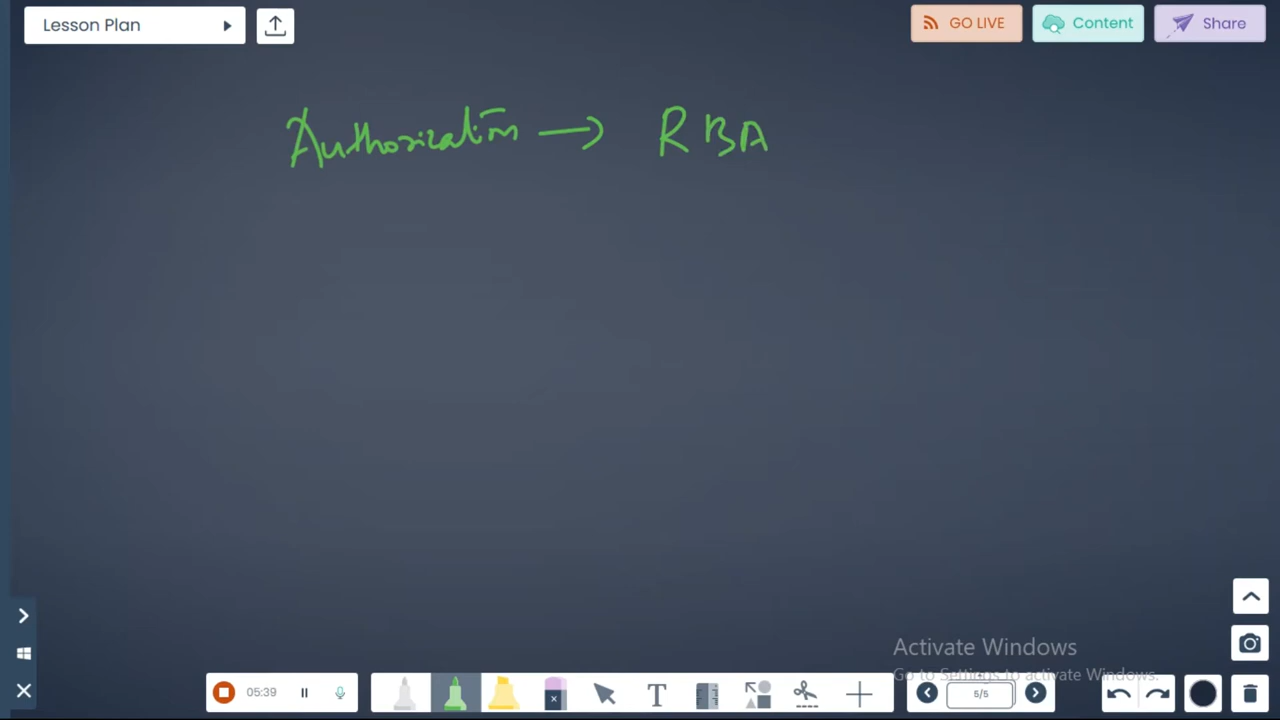 Lesson Plan
GO LIVE
Content
Share
Authorization → RBA
Activate Windows
Go to Settings to activate Windows.
05:39
T
5/5